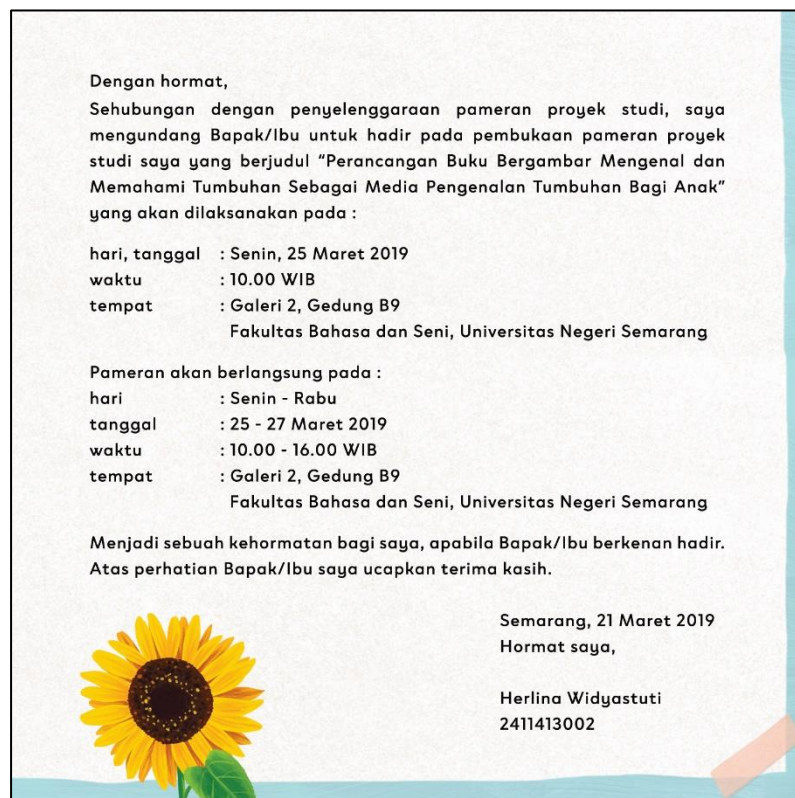 Dengan hormat,
Sehubungan dengan penyelenggaraan pameran proyek studi, saya
mengundang Bapak/Ibu untuk hadir pada pembukaan pameran proyek
studi saya yang berjudul “Perancangan Buku Bergambar Mengenal dan
Memahami Tumbuhan Sebagai Media Pengenalan Tumbuhan Bagi Anak”
yang akan dilaksanakan pada :
hari, tanggal : Senin, 25 Maret 2019
waktu : 10.00 WIB
tempat : Galeri 2, Gedung B9
Fakultas Bahasa dan Seni, Universitas Negeri Semarang
Pameran akan berlangsung pada :
hari : Senin - Rabu
tanggal : 25 - 27 Maret 2019
waktu : 10.00 - 16.00 WIB
tempat : Galeri 2, Gedung B9
Fakultas Bahasa dan Seni, Universitas Negeri Semarang
Menjadi sebuah kehormatan bagi saya, apabila Bapak/Ibu berkenan hadir.
Atas perhatian Bapak/Ibu saya ucapkan terima kasih.
Semarang, 21 Maret 2019
Hormat saya,
Herlina Widyastuti
2411413002